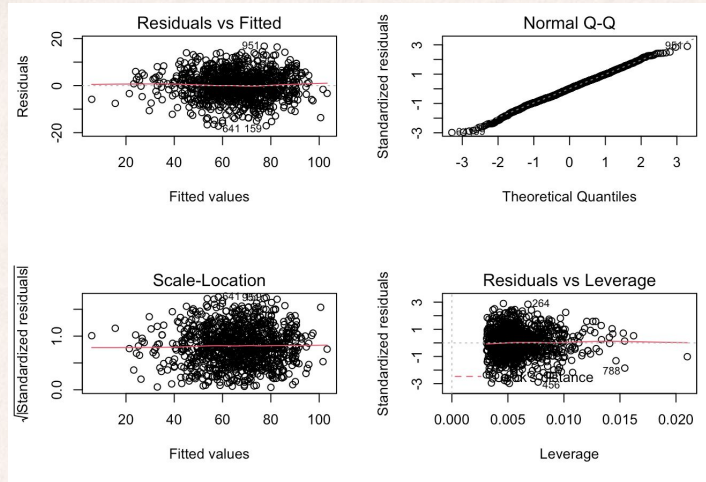 Residuals vs Fitted
Residuals
20
0
-20
951
641 159
20 40 60 80 100
Fitted values
Normal Q-Q
Standardized residuals
3
1
-1
-3
951
-3 -2 -1 0 1 2 3
Theoretical Quantiles
Scale-Location
√|Standardized residuals|
1.0
0.0
641
20 40 60 80 100
Fitted values
Residuals vs Leverage
Standardized residuals
3
1
-1
-3
264
788
456
0.000 0.005 0.010 0.015 0.020
Leverage